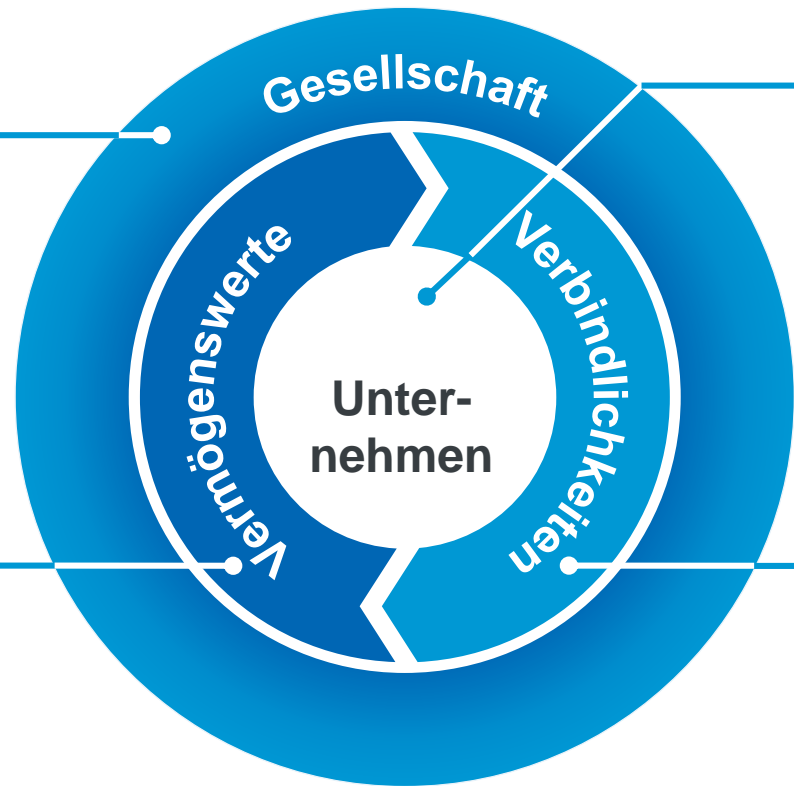 Gesellschaft
Vermögenswerte
Verbindlichkeiten
Unter-
nehmen